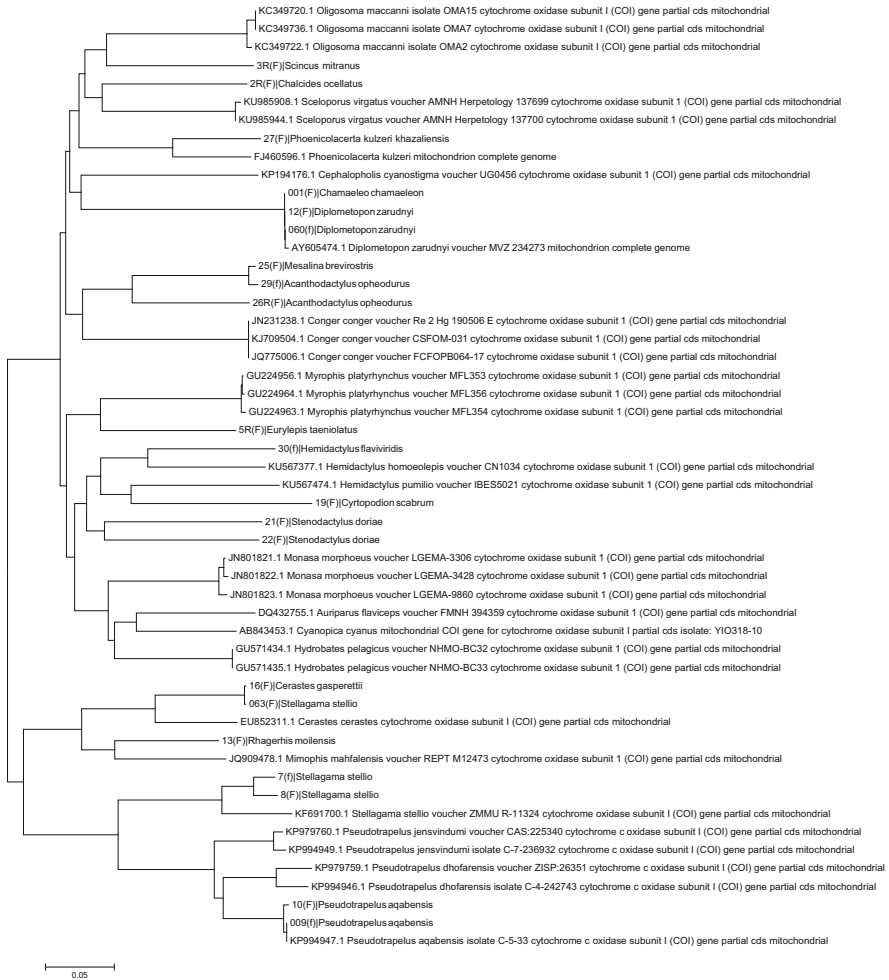 KC349720.1 Oligosoma maccanni isolate OMA15 cytochrome oxidase subunit I (COI) gene partial cds mitochondrial
KC349736.1 Oligosoma maccanni isolate OMA7 cytochrome oxidase subunit I (COI) gene partial cds mitochondrial
KC349722.1 Oligosoma maccanni isolate OMA2 cytochrome oxidase subunit I (COI) gene partial cds mitochondrial
3R(F)|Scincus mitranus
2R(F)|Chalcides ocellatus
KU985908.1 Sceloporus virgatus voucher AMNH Herpetology 137699 cytochrome oxidase subunit 1 (COI) gene partial cds mitochondrial
KU985944.1 Sceloporus virgatus voucher AMNH Herpetology 137700 cytochrome oxidase subunit 1 (COI) gene partial cds mitochondrial
27(F)|Phoenicolacerta kulzeri khazaliensis
FJ460596.1 Phoenicolacerta kulzeri mitochondrion complete genome
KP194176.1 Cephalopholis cyanostigma voucher UG0456 cytochrome oxidase subunit 1 (COI) gene partial cds mitochondrial
001(F)|Chamaeleo chamaeleon
12(F)|Diplometopon zarudnyi
060(f)|Diplometopon zarudnyi
AY605474.1 Diplometopon zarudnyi voucher MVZ 234273 mitochondrion complete genome
25(F)|Mesalina brevirostris
29(f)|Acanthodactylus opheodurus
26R(F)|Acanthodactylus opheodurus
JN231238.1 Conger conger voucher Re 2 Hg 190506 E cytochrome oxidase subunit 1 (COI) gene partial cds mitochondrial
KJ709504.1 Conger conger voucher CSFOM-031 cytochrome oxidase subunit 1 (COI) gene partial cds mitochondrial
JQ775006.1 Conger conger voucher FCFOPB064-17 cytochrome oxidase subunit 1 (COI) gene partial cds mitochondrial
GU224956.1 Myrophis platyrhynchus voucher MFL353 cytochrome oxidase subunit 1 (COI) gene partial cds mitochondrial
GU224964.1 Myrophis platyrhynchus voucher MFL356 cytochrome oxidase subunit 1 (COI) gene partial cds mitochondrial
GU224963.1 Myrophis platyrhynchus voucher MFL354 cytochrome oxidase subunit 1 (COI) gene partial cds mitochondrial
5R(F)|Eurylepis taeniolatus
30(f)|Hemidactylus flaviviridis
KU567377.1 Hemidactylus homoeolepis voucher CN1034 cytochrome oxidase subunit 1 (COI) gene partial cds mitochondrial
KU567474.1 Hemidactylus pumilio voucher IBES5021 cytochrome oxidase subunit 1 (COI) gene partial cds mitochondrial
19(F)|Cyrtopodion scabrum
21(F)|Stenodactylus doriae
22(F)|Stenodactylus doriae
JN801821.1 Monasa morphoeus voucher LGEMA-3306 cytochrome oxidase subunit 1 (COI) gene partial cds mitochondrial
JN801822.1 Monasa morphoeus voucher LGEMA-3428 cytochrome oxidase subunit 1 (COI) gene partial cds mitochondrial
JN801823.1 Monasa morphoeus voucher LGEMA-9860 cytochrome oxidase subunit 1 (COI) gene partial cds mitochondrial
DQ432755.1 Auriparus flaviceps voucher FMNH 394359 cytochrome oxidase subunit 1 (COI) gene partial cds mitochondrial
AB843453.1 Cyanopica cyanus mitochondrial COI gene for cytochrome oxidase subunit I partial cds isolate: YIO318-10
GU571434.1 Hydrobates pelagicus voucher NHMO-BC32 cytochrome oxidase subunit 1 (COI) gene partial cds mitochondrial
GU571435.1 Hydrobates pelagicus voucher NHMO-BC33 cytochrome oxidase subunit 1 (COI) gene partial cds mitochondrial
16(F)|Cerastes gasperettii
063(F)|Stellagama stellio
EU852311.1 Cerastes cerastes cytochrome oxidase subunit I (COI) gene partial cds mitochondrial
13(F)|Rhagerhis moilensis
JQ909478.1 Mimophis mahfalensis voucher REPT M12473 cytochrome oxidase subunit 1 (COI) gene partial cds mitochondrial
7(f)|Stellagama stellio
8(F)|Stellagama stellio
KF691700.1 Stellagama stellio voucher ZMMU R-11324 cytochrome oxidase subunit I (COI) gene partial cds mitochondrial
KP979760.1 Pseudotrapelus jensvindumi voucher CAS:225340 cytochrome c oxidase subunit I (COI) gene partial cds mitochondrial
KP994949.1 Pseudotrapelus jensvindumi isolate C-7-236932 cytochrome c oxidase subunit I (COI) gene partial cds mitochondrial
KP979759.1 Pseudotrapelus dhofarensis voucher ZISP:26351 cytochrome c oxidase subunit I (COI) gene partial cds mitochondrial
KP994946.1 Pseudotrapelus dhofarensis isolate C-4-242743 cytochrome c oxidase subunit I (COI) gene partial cds mitochondrial
10(F)|Pseudotrapelus aqabensis
009(f)|Pseudotrapelus aqabensis
KP994947.1 Pseudotrapelus aqabensis isolate C-5-33 cytochrome c oxidase subunit I (COI) gene partial cds mitochondrial
0.05